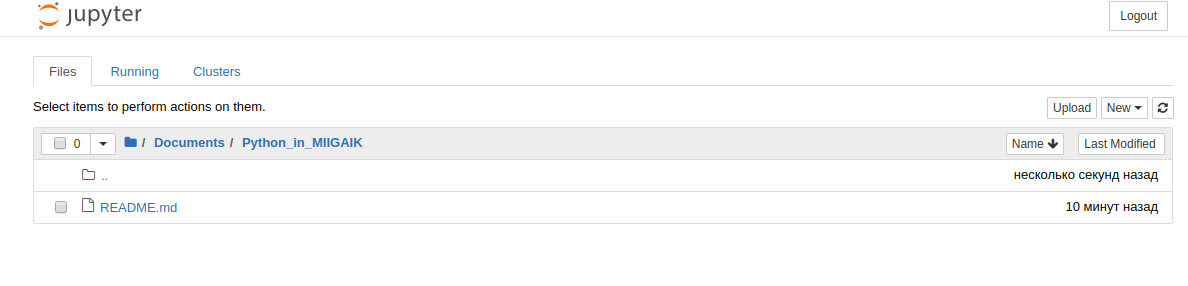 jupyter Logout
Files Running Clusters
Select items to perform actions on them. Upload New
0 / Documents / Python_in_MIIGAIK Name Last Modified
.. несколько секунд назад
README.md 10 минут назад